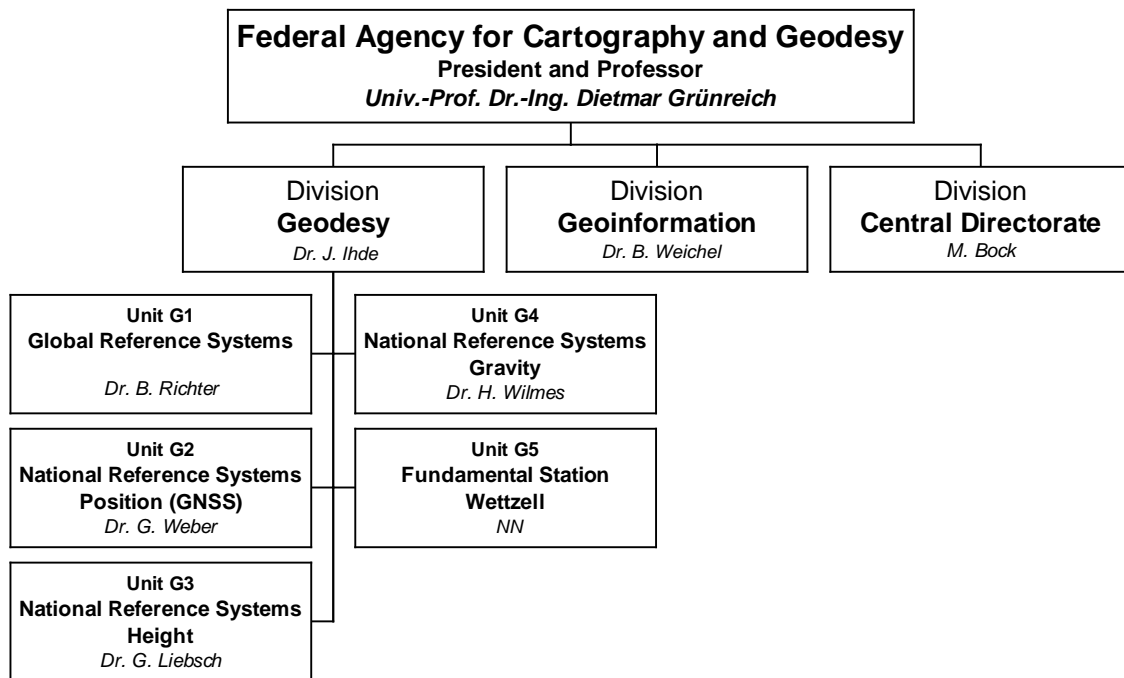 Federal Agency for Cartography and Geodesy
President and Professor
Univ.-Prof. Dr.-Ing. Dietmar Grünreich
Division
Geodesy
Dr. J. Ihde
Division
Geoinformation
Dr. B. Weichel
Division
Central Directorate
M. Bock
Unit G1
Global Reference Systems
Dr. B. Richter
Unit G4
National Reference Systems
Gravity
Dr. H. Wilmes
Unit G2
National Reference Systems
Position (GNSS)
Dr. G. Weber
Unit G5
Fundamental Station
Wettzell
NN
Unit G3
National Reference Systems
Height
Dr. G. Liebsch